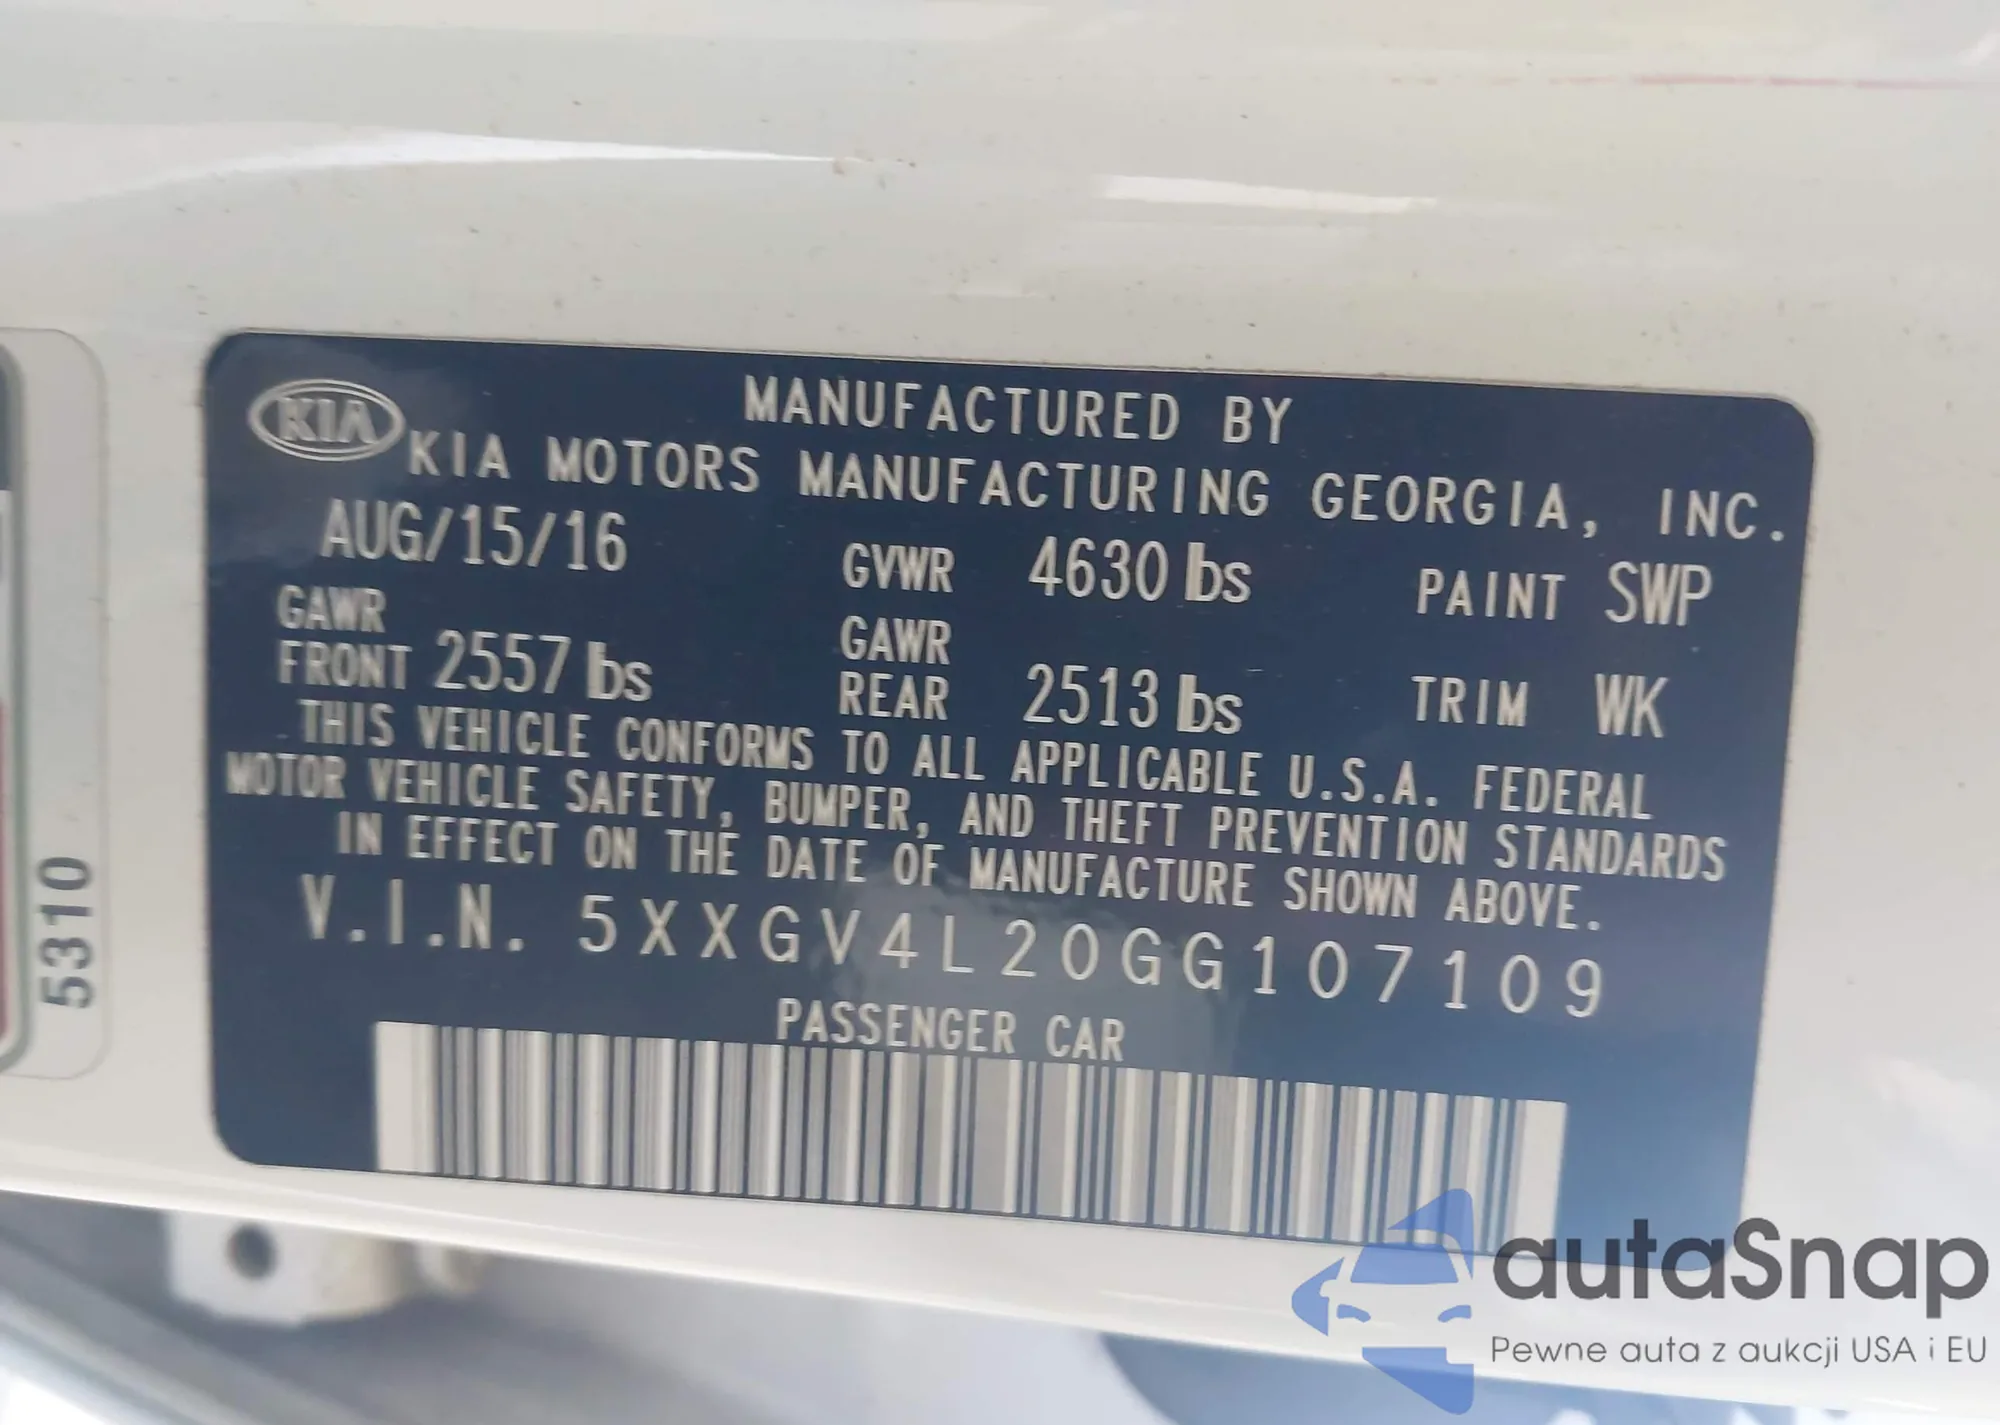 MANUFACTURED BY
KIA KIA MOTORS MANUFACTURING GEORGIA, INC.
AUG/15/16 GVWR 4630 lbs PAINT SWP
GAWR FRONT 2557 lbs GAWR REAR 2513 lbs TRIM WK
THIS VEHICLE CONFORMS TO ALL APPLICABLE U.S.A. FEDERAL
MOTOR VEHICLE SAFETY, BUMPER, AND THEFT PREVENTION STANDARDS
IN EFFECT ON THE DATE OF MANUFACTURE SHOWN ABOVE.
V.I.N. 5XXGV4L20GG107109
PASSENGER CAR
5310
autaSnap
Pewne auta z aukcji USA i EU